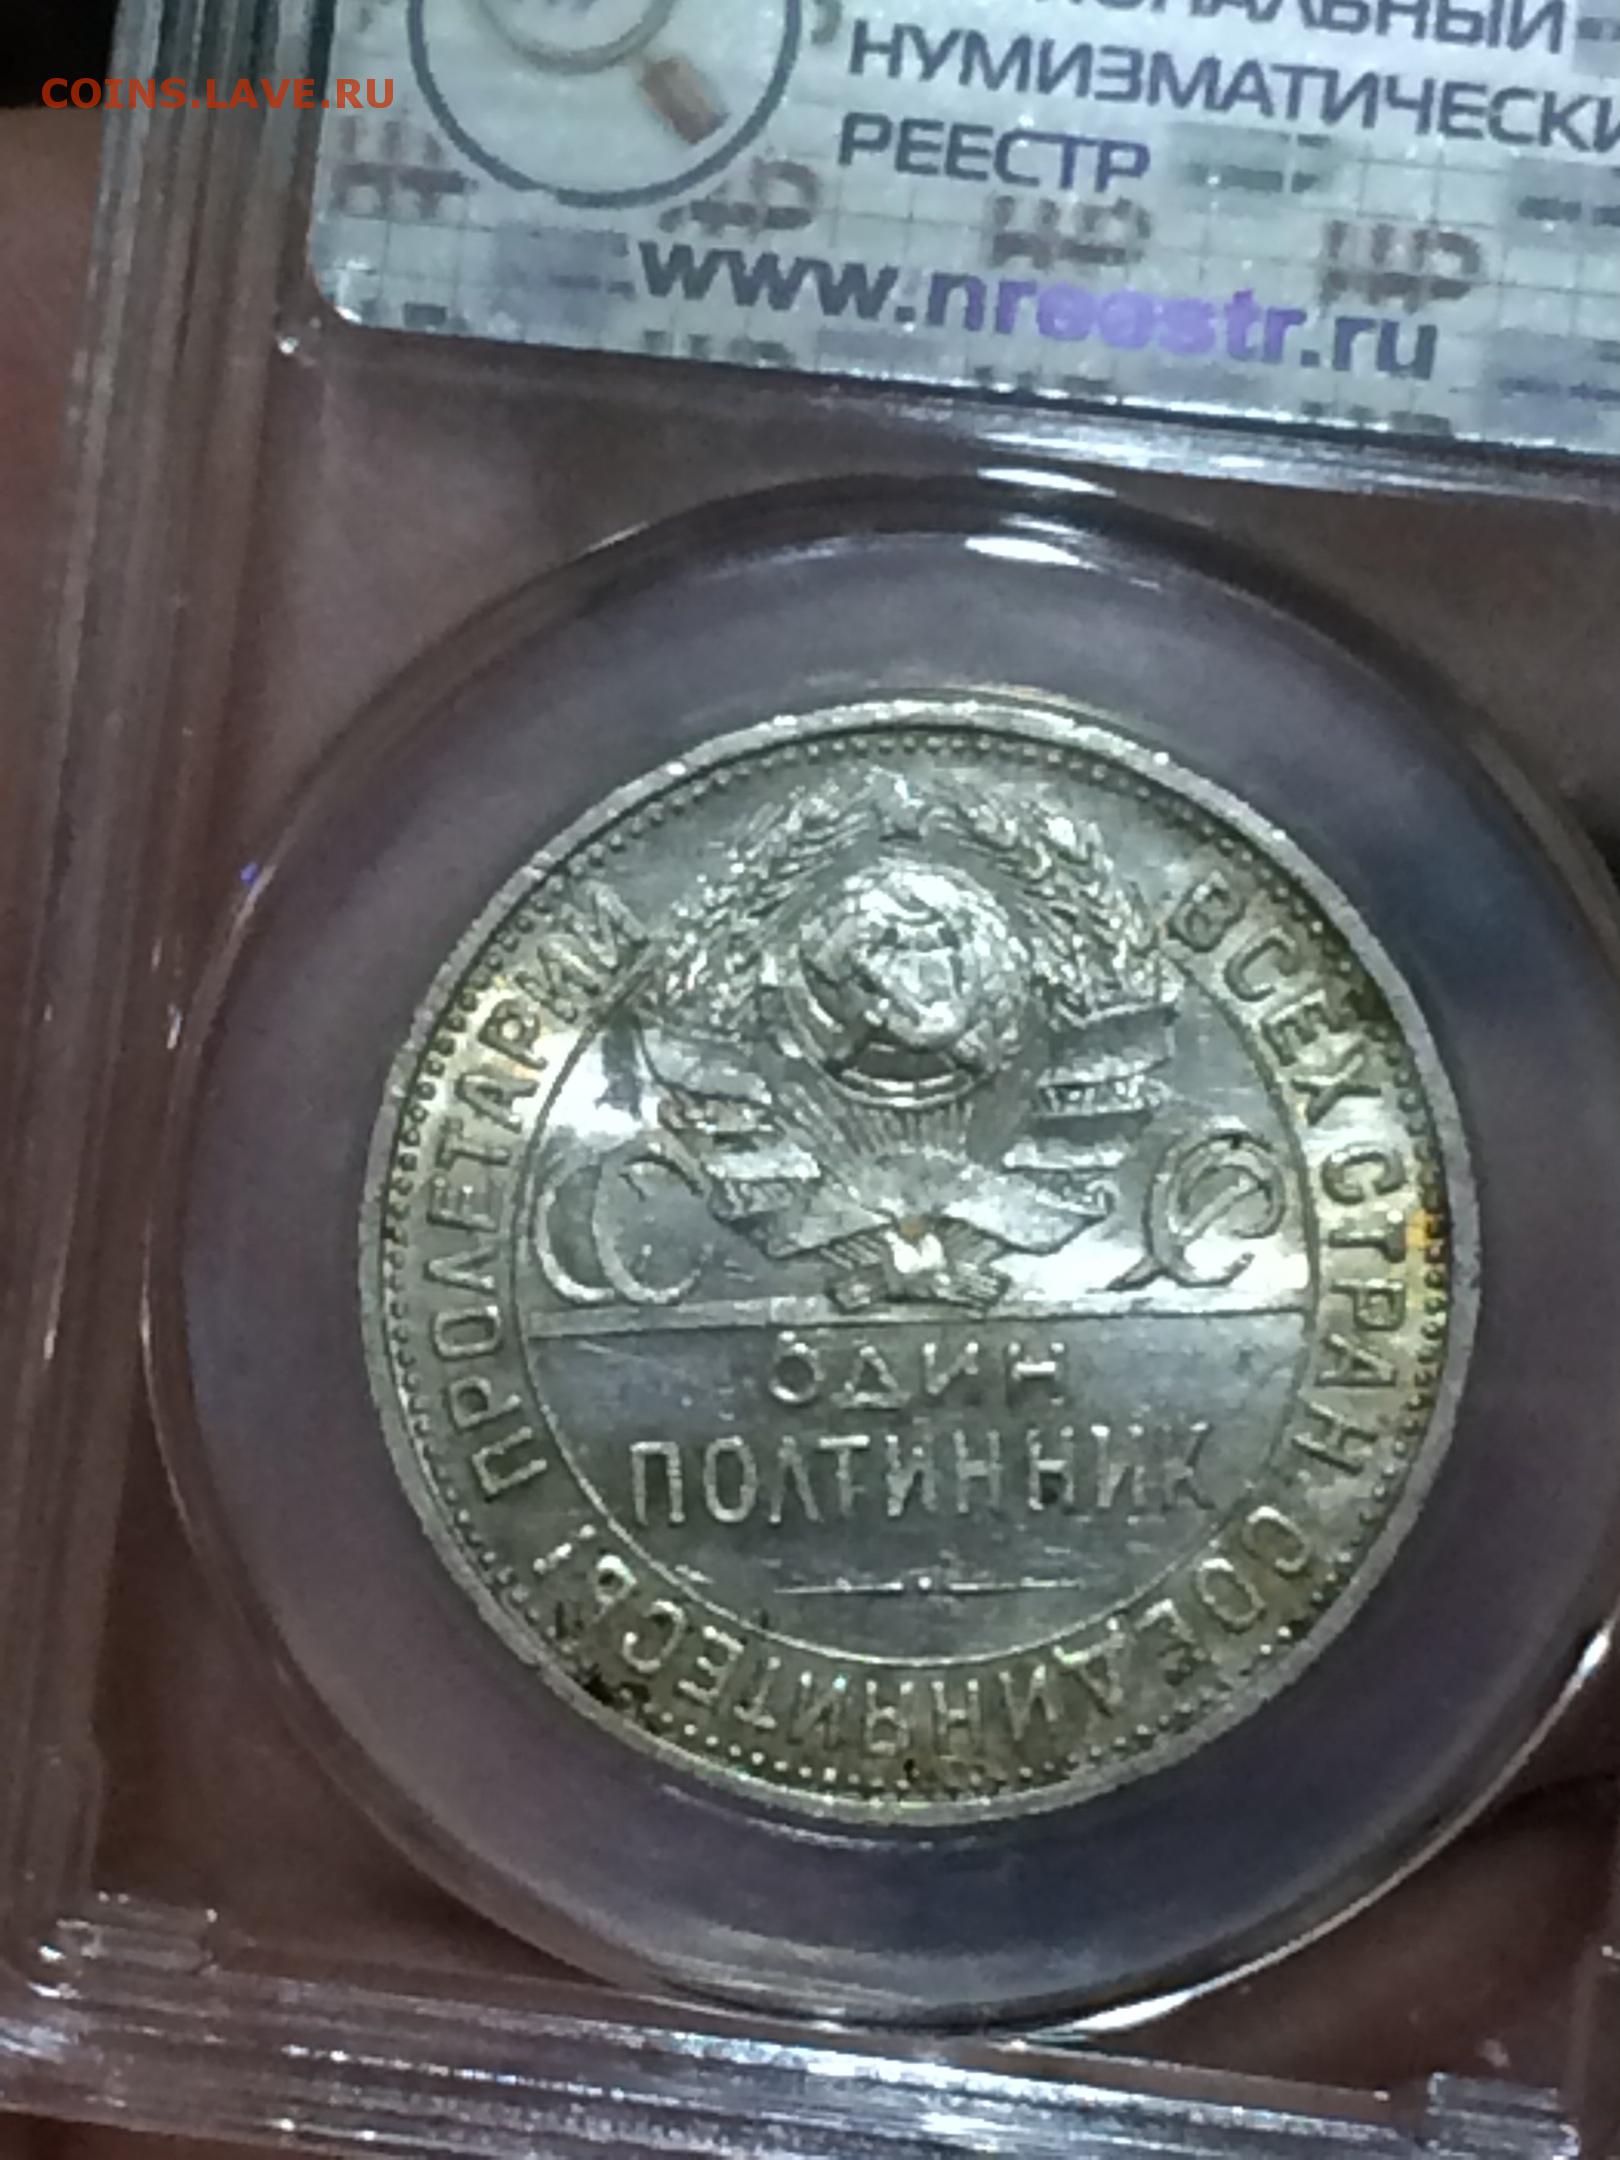 COINS.LAVE.RU
НУМИЗМАТИЧЕСКИ
РЕЕСТР
www.nreestr.ru
ПРОЛЕТАРИИ ВСЕХ СТРАН СОЕДИНЯЙТЕСЬ!
СССР
ОДИН
ПОЛТИННИК